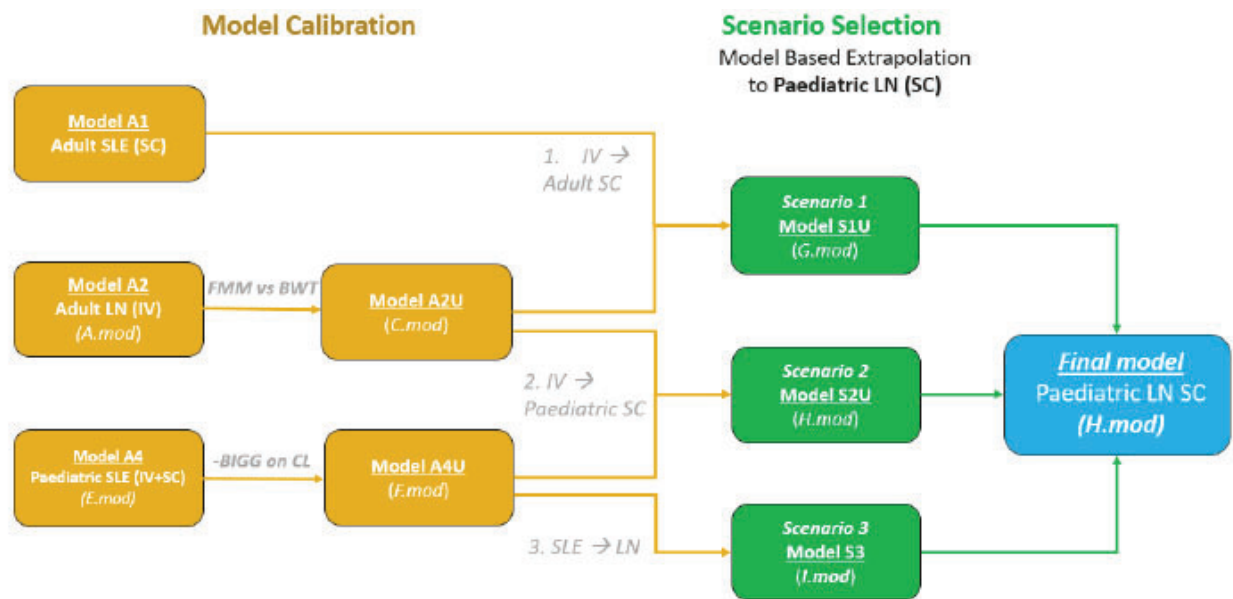 Model Calibration
Scenario Selection
Model Based Extrapolation
to Paediatric LN (SC)
Model A1
Adult SLE (SC)
1. IV →
Adult SC
Scenario 1
Model S1U
(G.mod)
Model A2
Adult LN (IV)
(A.mod)
FMM vs BWT
Model A2U
(C.mod)
2. IV →
Paediatric SC
Scenario 2
Model S2U
(H.mod)
Final model
Paediatric LN SC
(H.mod)
Model A4
Paediatric SLE (IV+SC)
(E.mod)
-BIGG on CL
Model A4U
(F.mod)
3. SLE → LN
Scenario 3
Model S3
(I.mod)